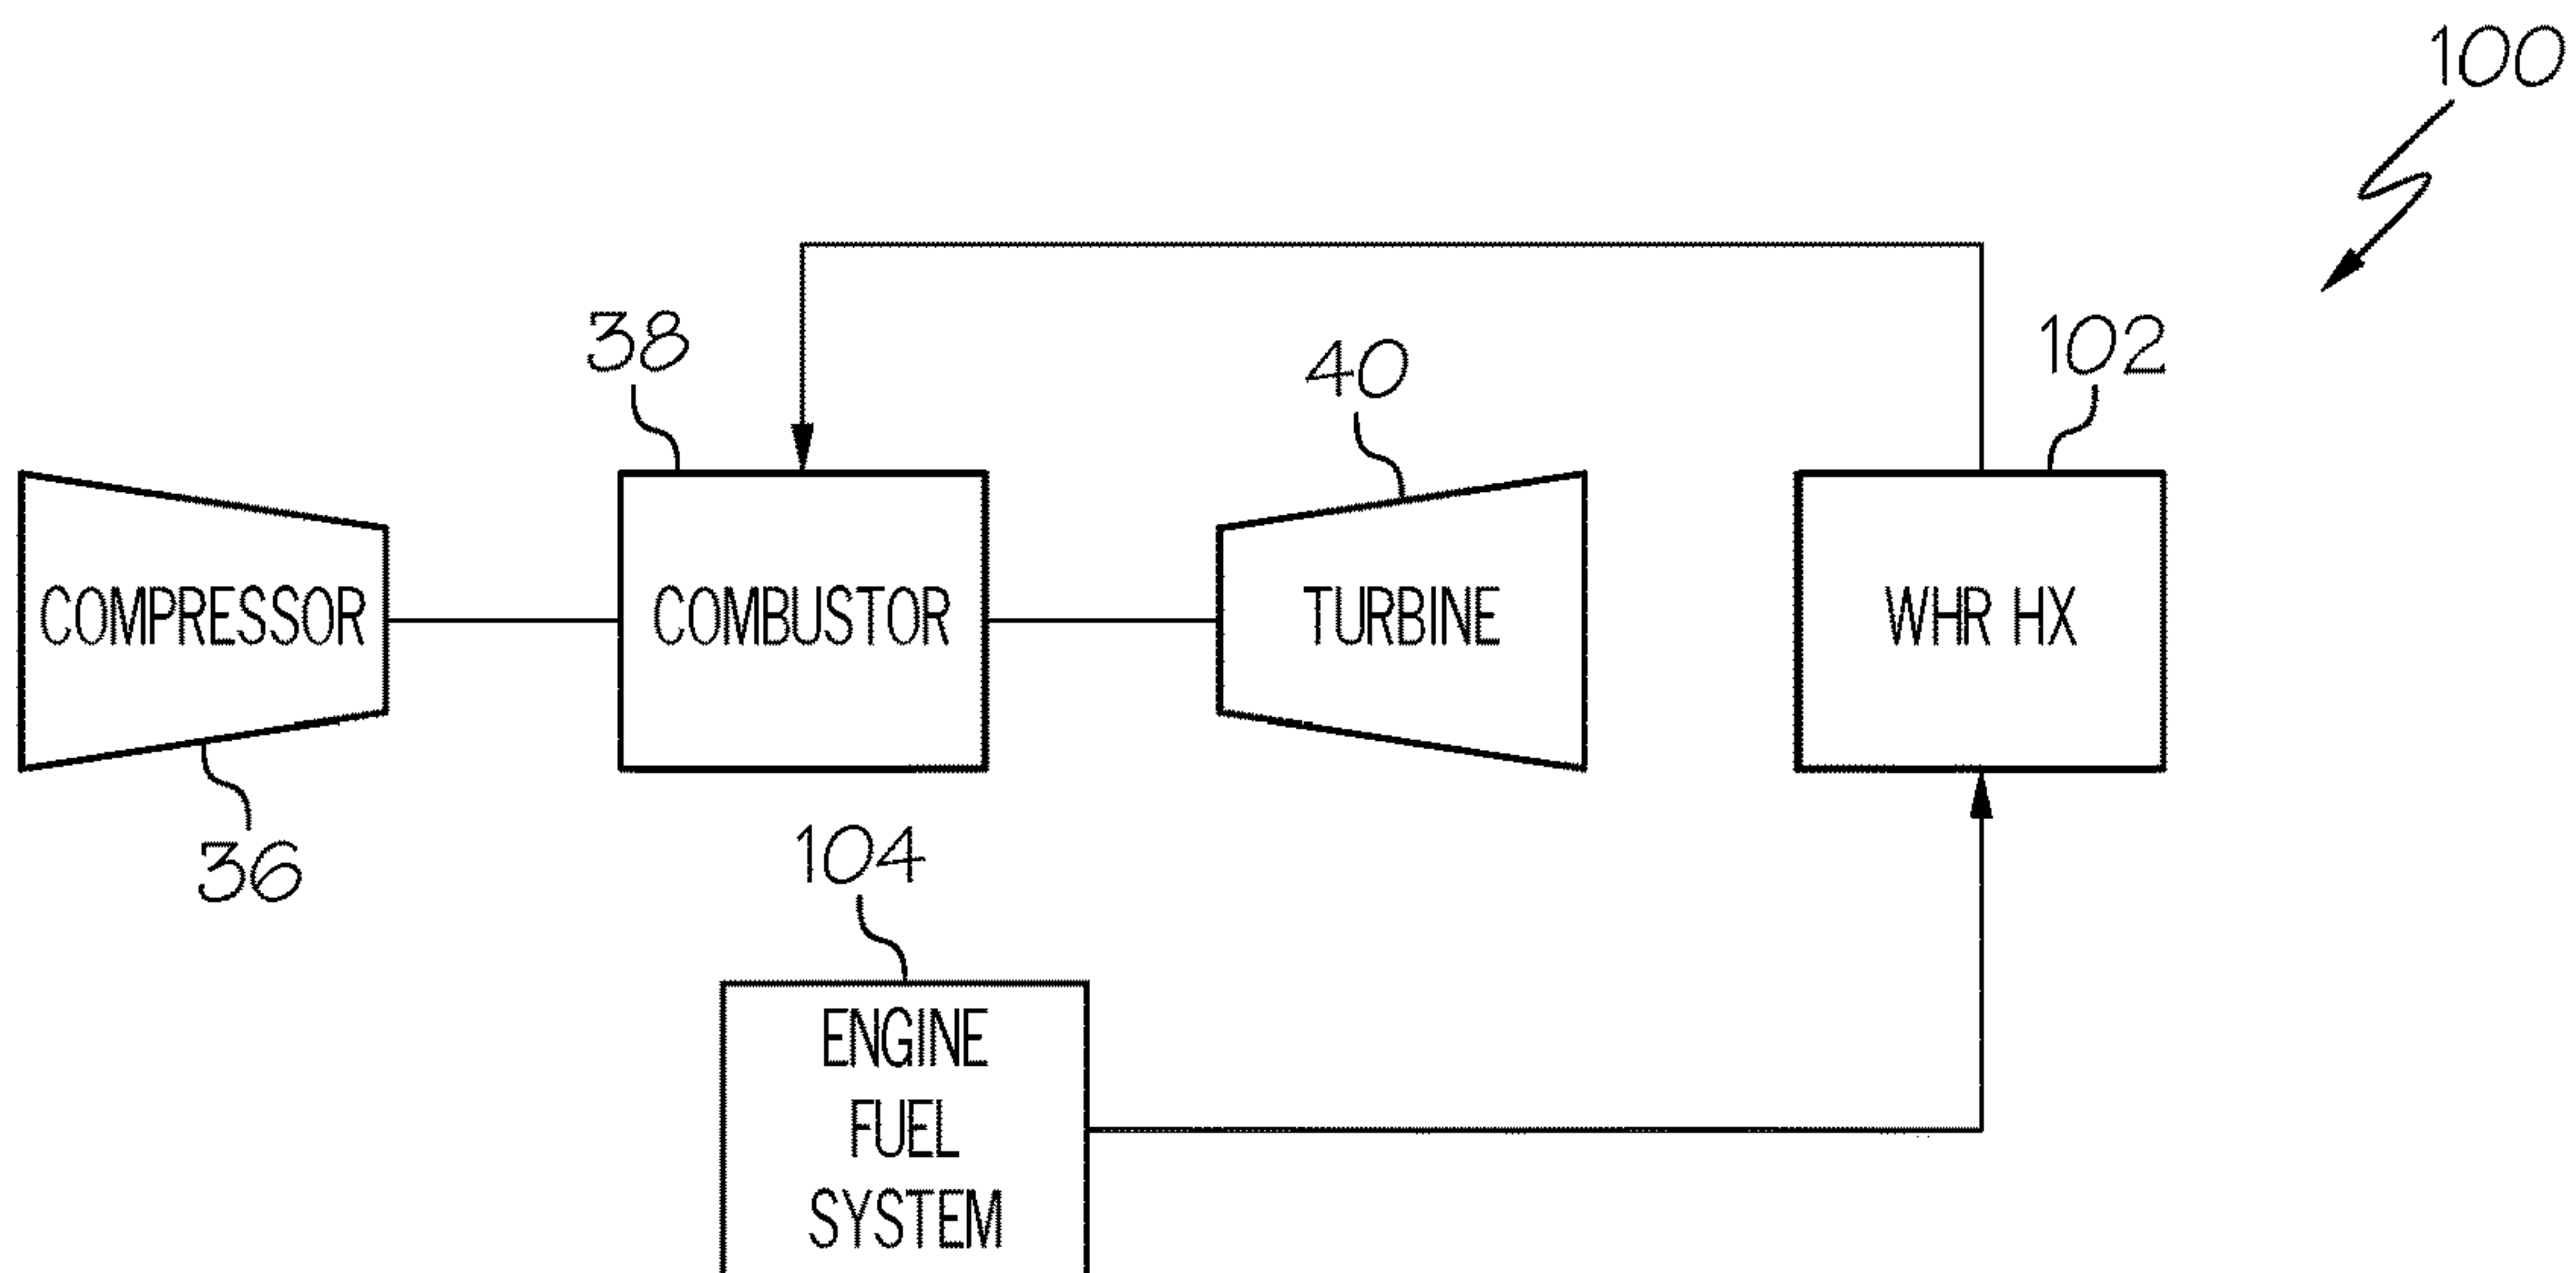 100
38
40
102
COMPRESSOR
COMBUSTOR
TURBINE
WHR HX
36
104
ENGINE
FUEL
SYSTEM